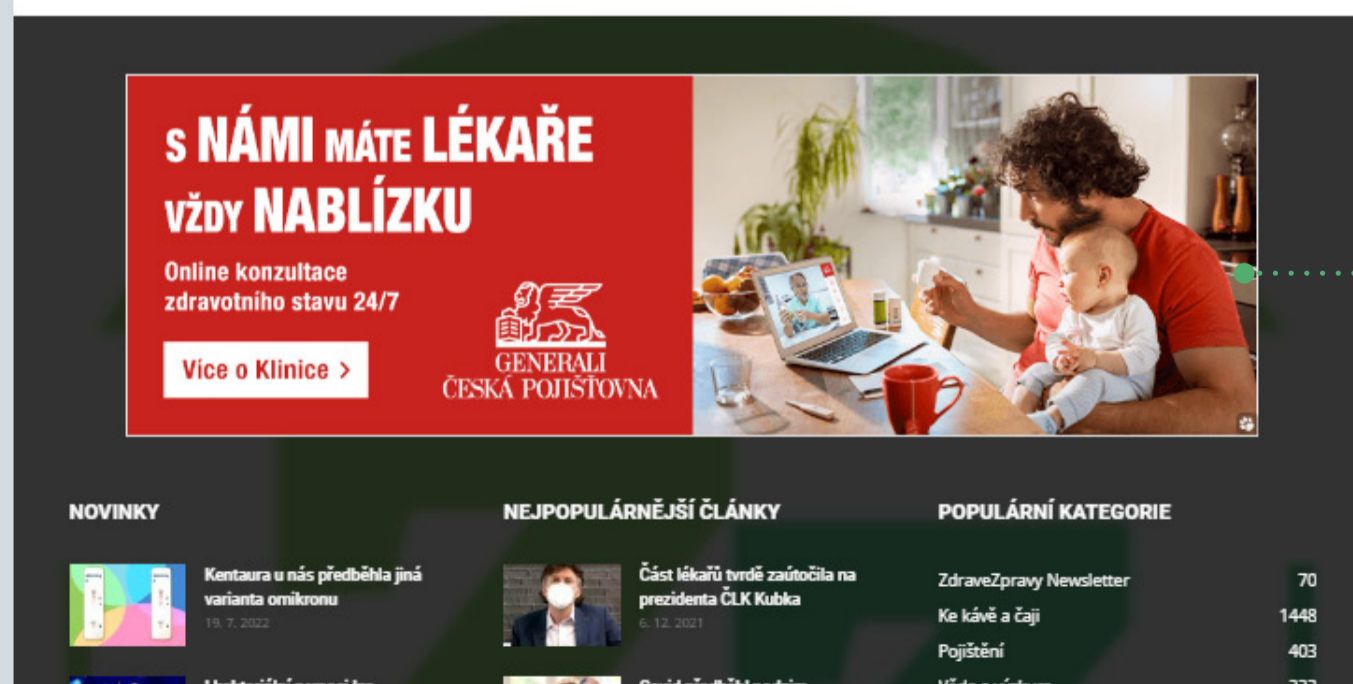 S NÁMI MÁTE LÉKAŘE
VŽDY NABLÍZKU
Online konzultace
zdravotního stavu 24/7
Více o Klinice >
GENERALI
ČESKÁ POJIŠŤOVNA
NOVINKY
Kentaura u nás předběhla jiná
varianta omikronu
19. 7. 2022
NEJPOPULÁRNĚJŠÍ ČLÁNKY
Část lékařů tvrdě zaútočila na
prezidenta ČLK Kubka
6. 12. 2021
POPULÁRNÍ KATEGORIE
ZdraveZpravy Newsletter 70
Ke kávě a čaji 1448
Pojištění 403